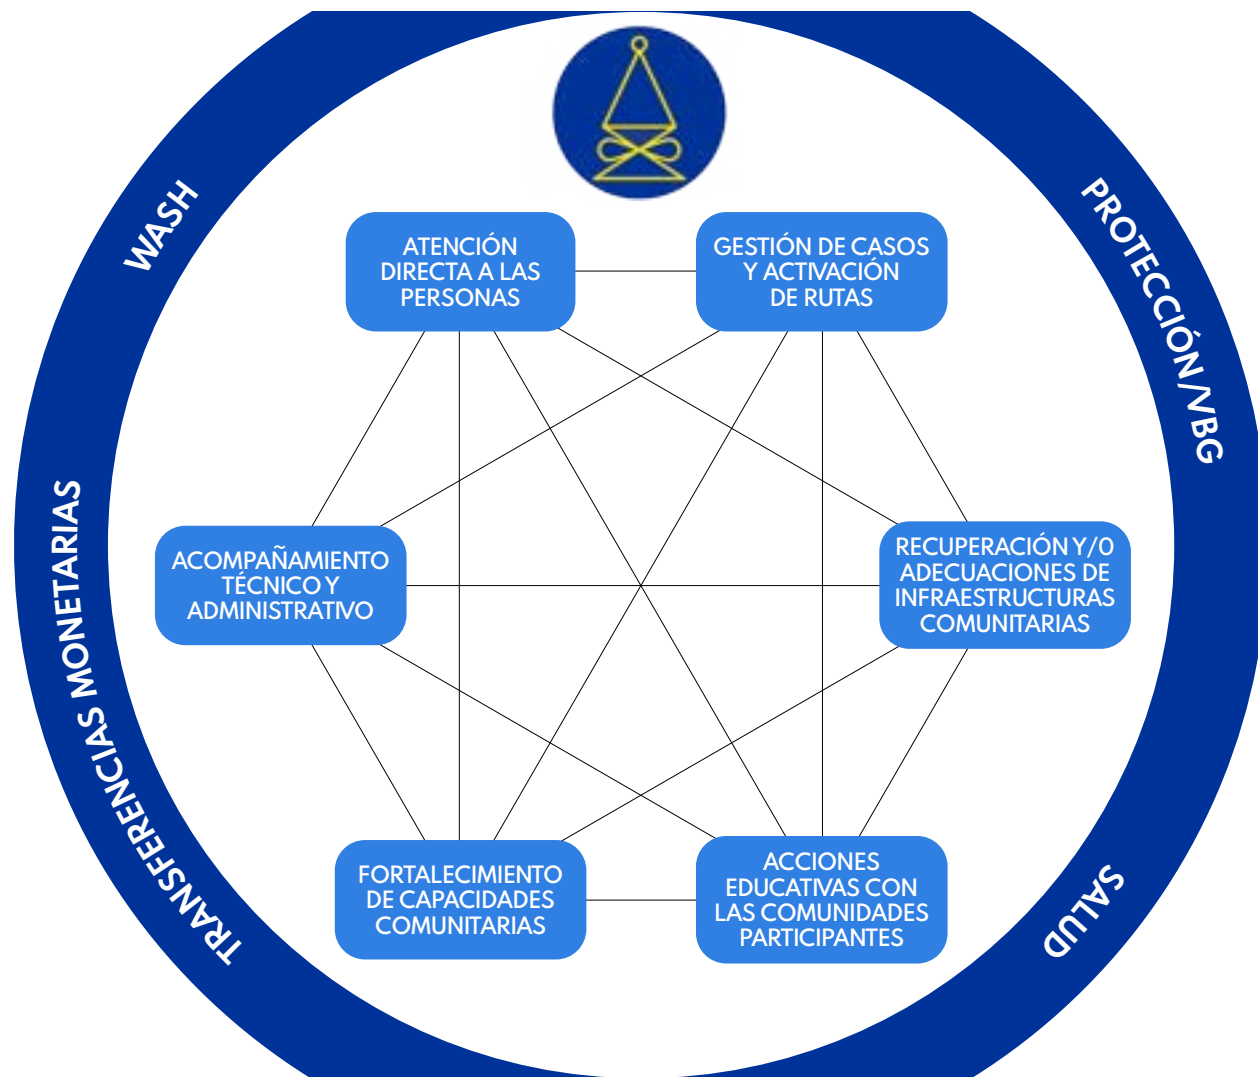 WASH
PROTECCIÓN/VBG
ATENCIÓN
DIRECTA A LAS
PERSONAS
GESTIÓN DE CASOS
Y ACTIVACIÓN
DE RUTAS
TRANSFERENCIAS MONETARIAS
ACOMPAÑAMIENTO
TÉCNICO Y
ADMINISTRATIVO
RECUPERACIÓN Y/0
ADECUACIONES DE
INFRAESTRUCTURAS
COMUNITARIAS
FORTALECIMIENTO
DE CAPACIDADES
COMUNITARIAS
ACCIONES
EDUCATIVAS CON
LAS COMUNIDADES
PARTICIPANTES
SALUD